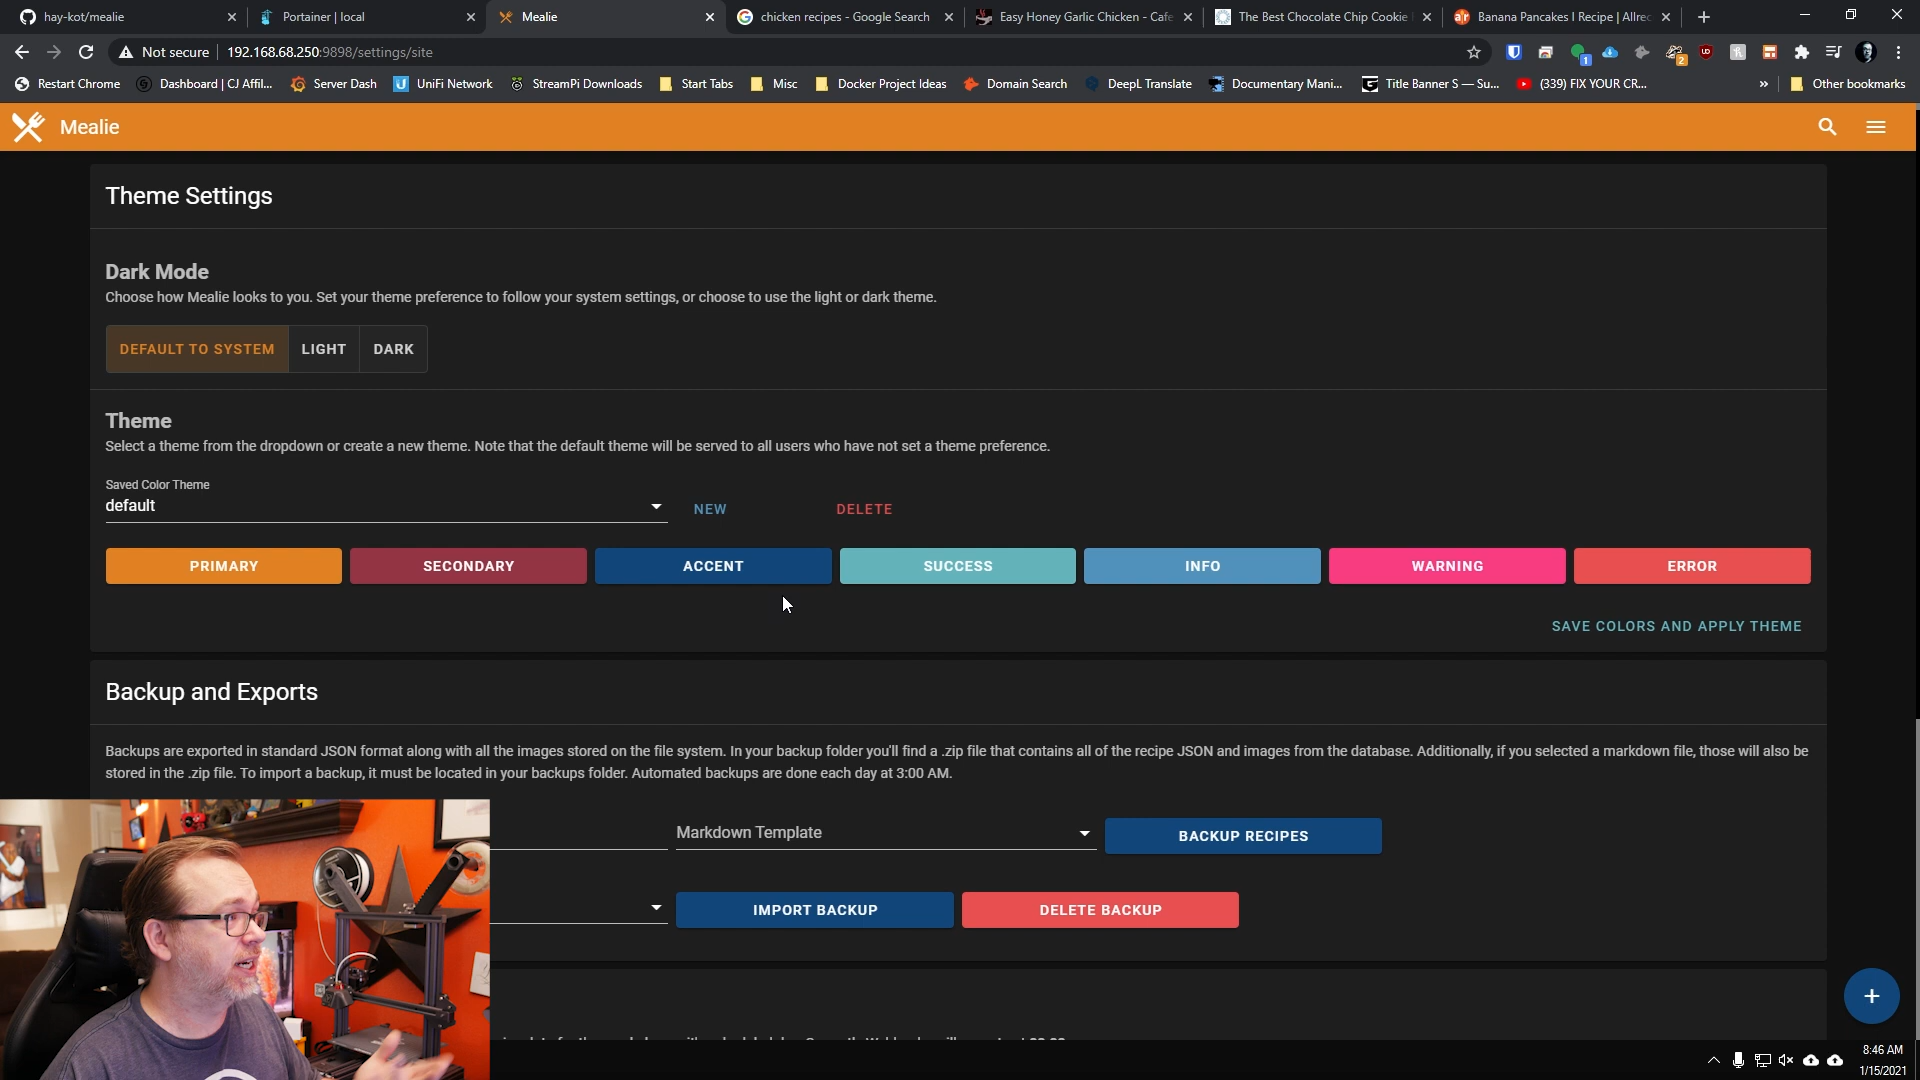 hay-kot/mealie
Portainer | local
Mealie
chicken recipes - Google Search
Easy Honey Garlic Chicken - Cafe
The Best Chocolate Chip Cookie
Banana Pancakes I Recipe | Allrec
Not secure
192.168.68.250:9898/settings/site
Restart Chrome
Dashboard | CJ Affil...
Server Dash
UniFi Network
StreamPi Downloads
Start Tabs
Misc
Docker Project Ideas
Domain Search
DeepL Translate
Documentary Mani...
Title Banner S — Su...
(339) FIX YOUR CR...
Other bookmarks
Mealie
Theme Settings
Dark Mode
Choose how Mealie looks to you. Set your theme preference to follow your system settings, or choose to use the light or dark theme.
DEFAULT TO SYSTEM
LIGHT
DARK
Theme
Select a theme from the dropdown or create a new theme. Note that the default theme will be served to all users who have not set a theme preference.
Saved Color Theme
default
NEW
DELETE
PRIMARY
SECONDARY
ACCENT
SUCCESS
INFO
WARNING
ERROR
SAVE COLORS AND APPLY THEME
Backup and Exports
Backups are exported in standard JSON format along with all the images stored on the file system. In your backup folder you'll find a .zip file that contains all of the recipe JSON and images from the database. Additionally, if you selected a markdown file, those will also be
stored in the .zip file. To import a backup, it must be located in your backups folder. Automated backups are done each day at 3:00 AM.
Markdown Template
BACKUP RECIPES
IMPORT BACKUP
DELETE BACKUP
8:46 AM
1/15/2021